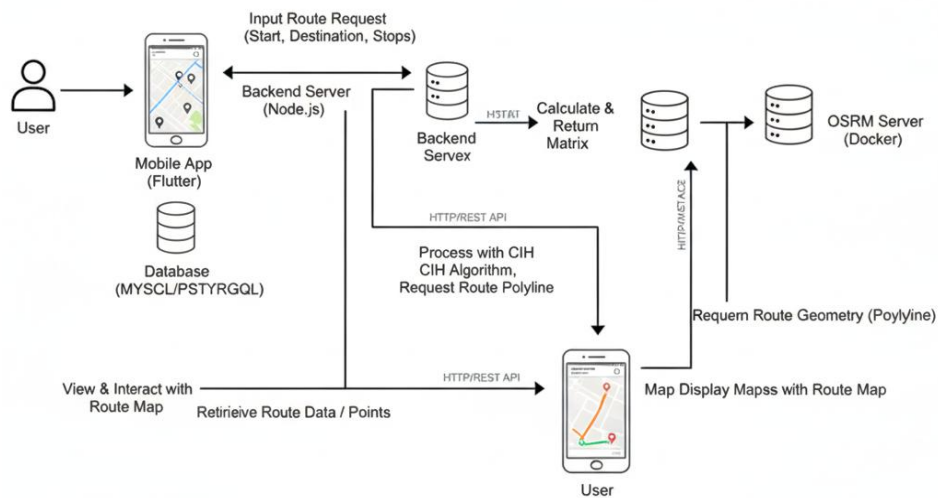 Input Route Request
(Start, Destination, Stops)
User
Mobile App
(Flutter)
Backend Server
(Node.js)
Backend
Servex
Calculate &
Return
Matrix
OSRM Server
(Docker)
Database
(MYSCL/PSTYRGQL)
HTTP/REST API
Process with CIH
CIH Algorithm,
Request Route Polyline
Requern Route Geometry (Poylyine)
View & Interact with
Route Map
Retirieive Route Data / Points
HTTP/REST API
Map Display Mapss with Route Map
User